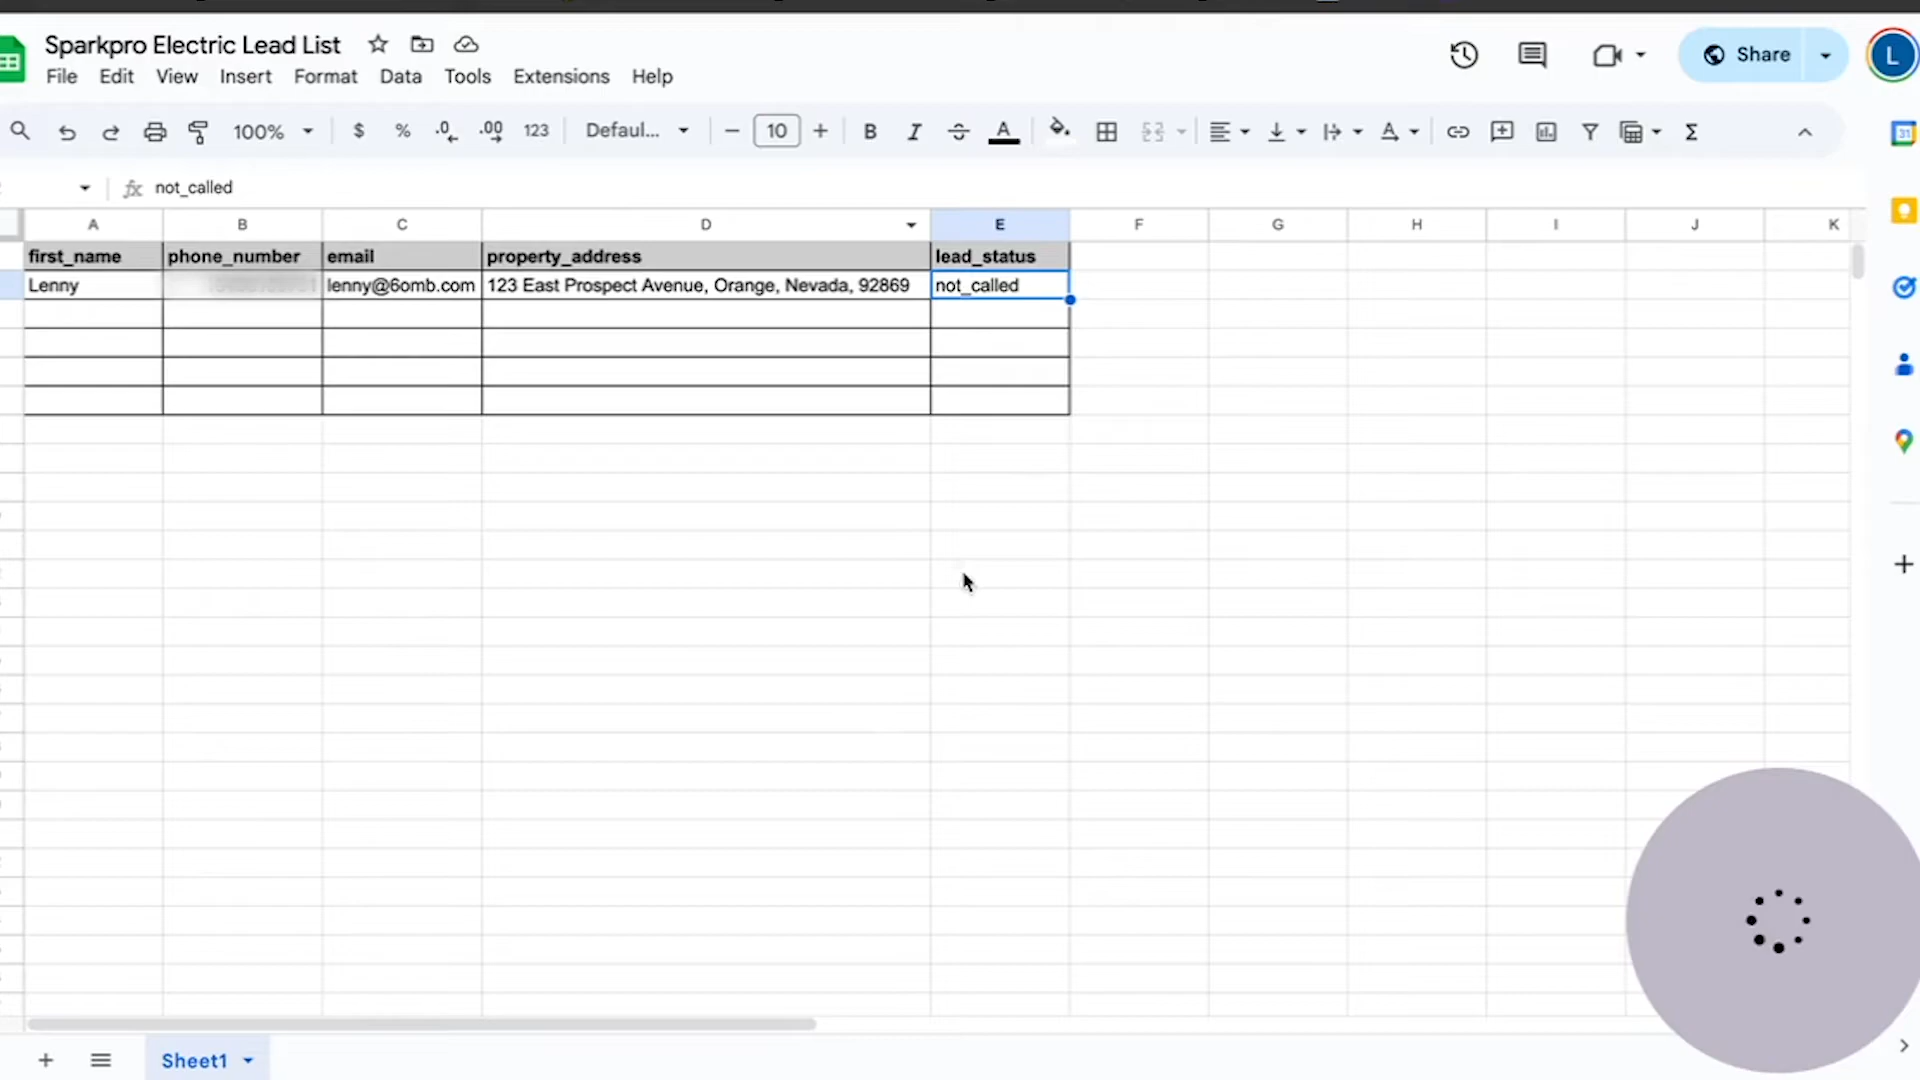 Sparkpro Electric Lead List
File Edit View Insert Format Data Tools Extensions Help
Share
L
100% $ % .0 .00 123 Defaul... − 10 + B I A Σ
31
fx not_called
A B C D E F G H I J K
first_name phone_number email property_address lead_status
Lenny lenny@6omb.com 123 East Prospect Avenue, Orange, Nevada, 92869 not_called
Sheet1